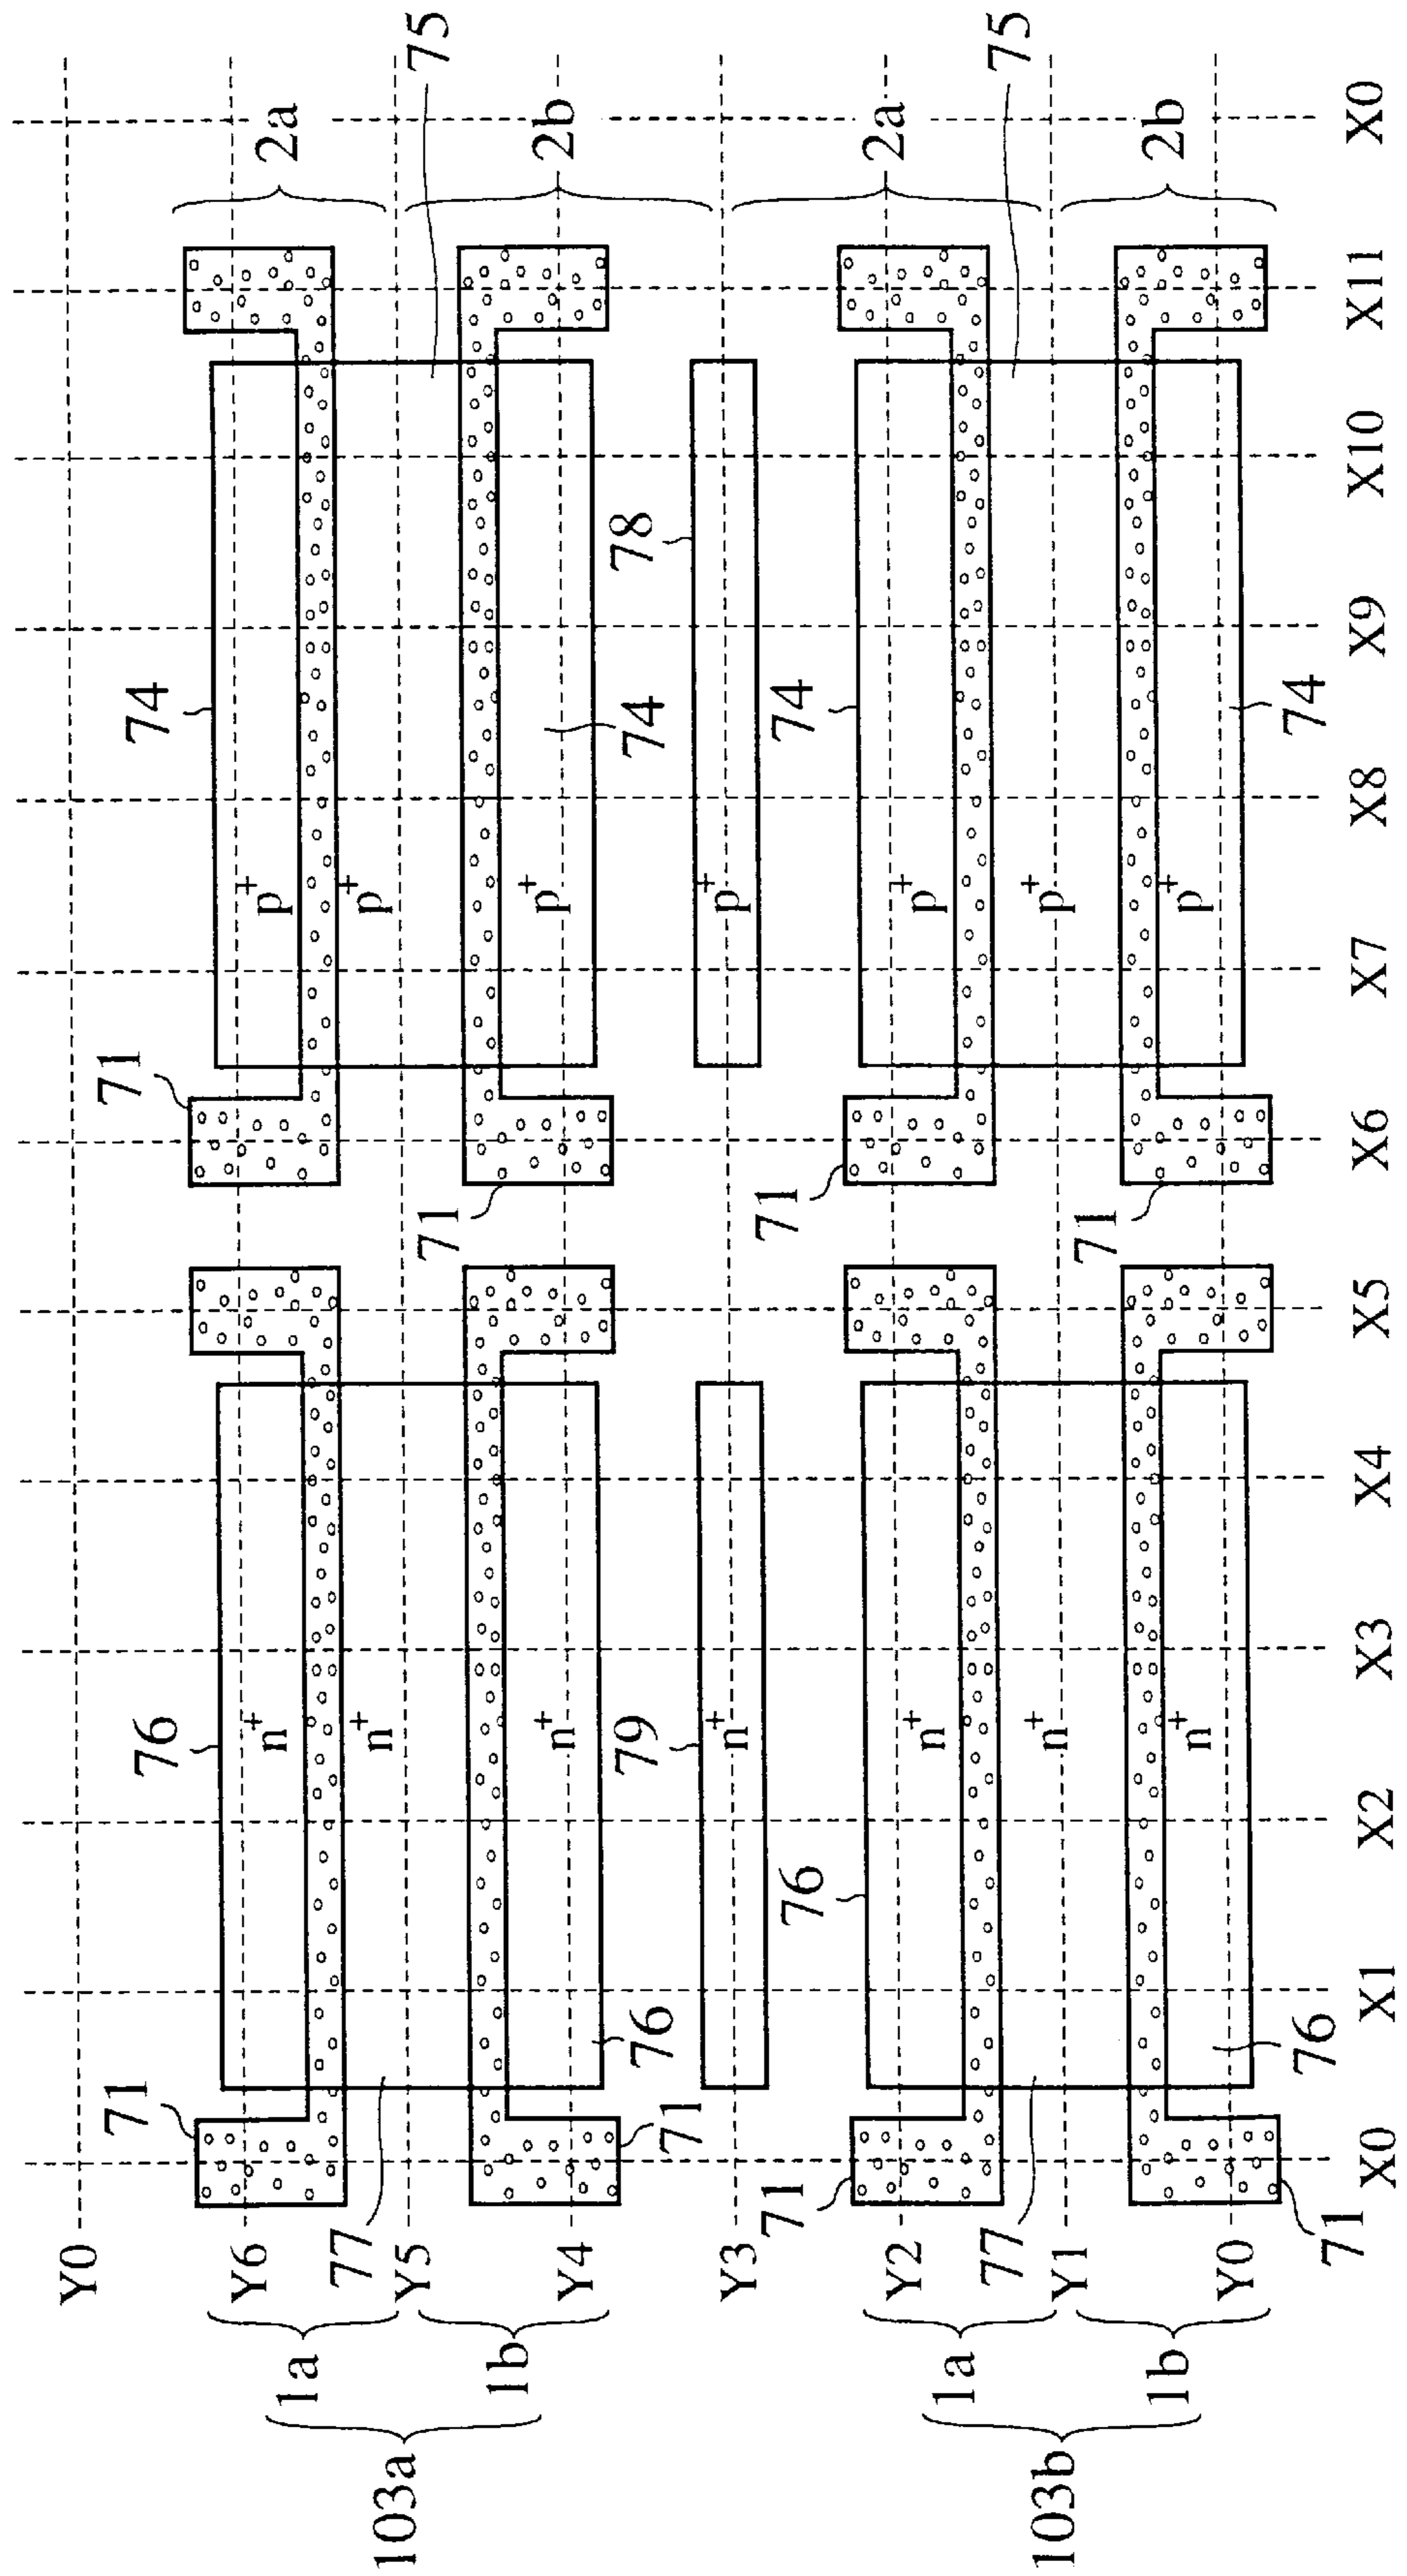 Y0
71 76 71 74
Y6 n+ p+ 2a
1a
77 n+ p+
103a Y5 71 75
1b n+ p+ 2b
Y4
76 79 74 78
71
Y3 n+ p+
71 76 71 74
Y2 n+ p+ 2a
1a
77 75
103b Y1 n+ p+
71
1b n+ p+ 2b
Y0
71 76 74
X0 X1 X2 X3 X4 X5 X6 X7 X8 X9 X10 X11 X0